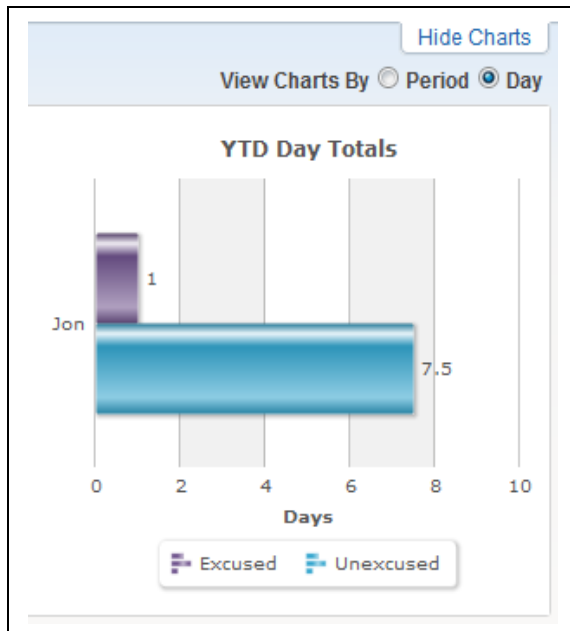 Hide Charts
View Charts By Period Day
YTD Day Totals
1
Jon
7.5
0 2 4 6 8 10
Days
Excused Unexcused